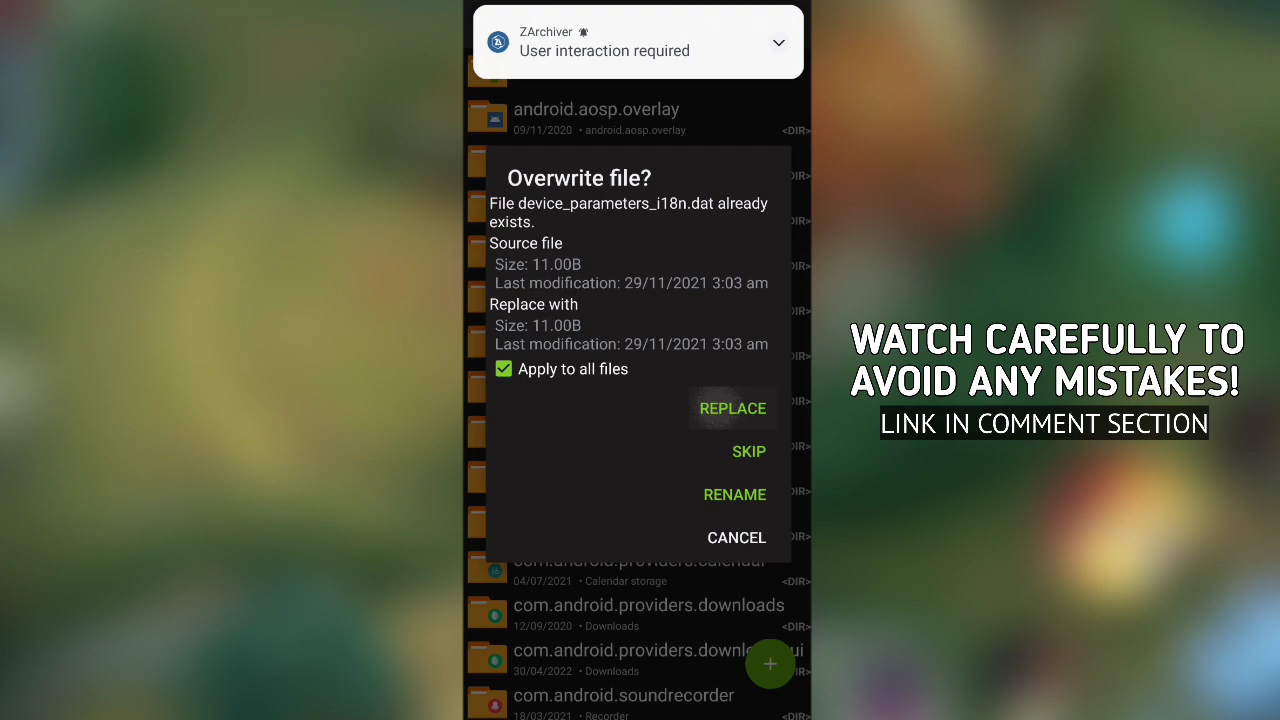 ZArchiver
User interaction required
android.aosp.overlay
09/11/2020 • android.aosp.overlay
<DIR>
Overwrite file?
File device_parameters_i18n.dat already
exists.
Source file
Size: 11.00B
Last modification: 29/11/2021 3:03 am
Replace with
Size: 11.00B
Last modification: 29/11/2021 3:03 am
Apply to all files
REPLACE
SKIP
RENAME
CANCEL
WATCH CAREFULLY TO
AVOID ANY MISTAKES!
LINK IN COMMENT SECTION
com.android.providers.calendar
04/07/2021 • Calendar storage
<DIR>
com.android.providers.downloads
12/09/2020 • Downloads
<DIR>
30/04/2022 • Downloads
com.android.soundrecorder
18/03/2021 • Recorder
<DIR>